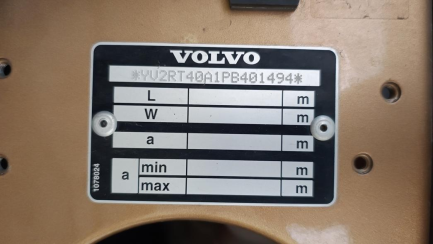 VOLVO
*YV2RT40A1PB401494*
L m
W m
a m
a min m
max m
1078024